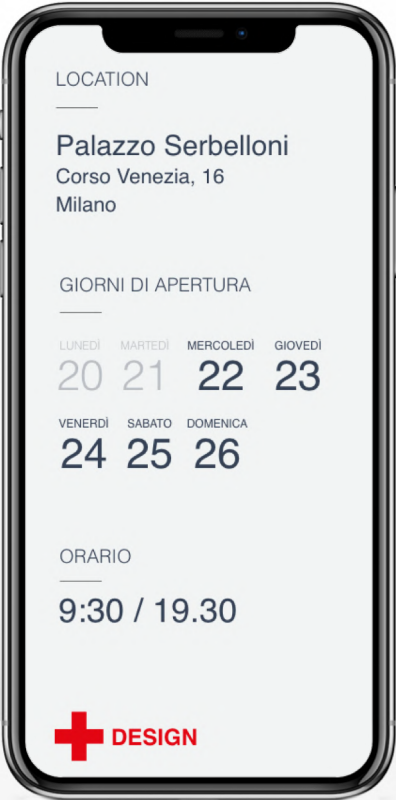 LOCATION
Palazzo Serbelloni
Corso Venezia, 16
Milano
GIORNI DI APERTURA
LUNEDÌ MARTEDÌ MERCOLEDÌ GIOVEDÌ
20 21 22 23
VENERDÌ SABATO DOMENICA
24 25 26
ORARIO
9:30 / 19.30
DESIGN